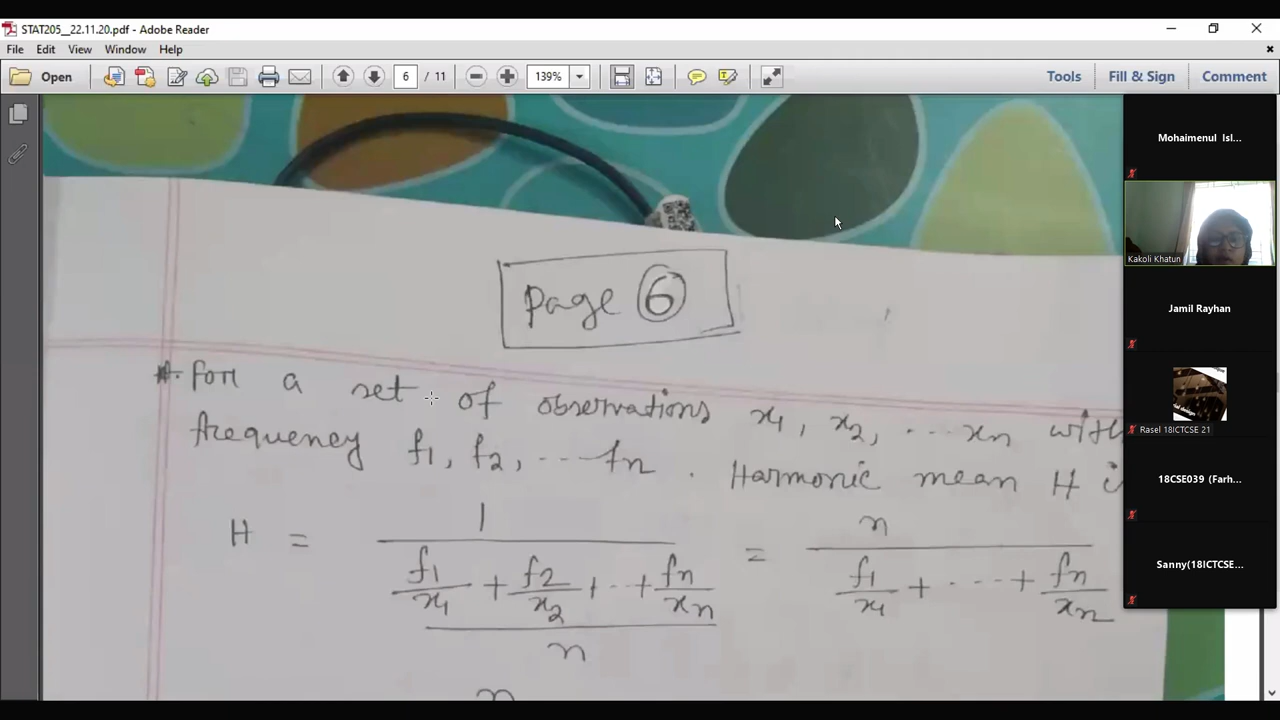 STAT205__22.11.20.pdf - Adobe Reader
File Edit View Window Help
Open 6 / 11 139% Tools Fill & Sign Comment
Page 6
For a set of observations x1, x2, ... xn with
frequency f1, f2, ... fn . Harmonic mean H
H = 1 / ((f1/x1 + f2/x2 + .. + fn/xn) / n) = n / (f1/x1 + ... + fn/xn)
n
Mohaimenul Isl...
Kakoli Khatun
Jamil Rayhan
Rasel 18ICTCSE 21
18CSE039 (Farh...
Sanny(18ICTCSE...